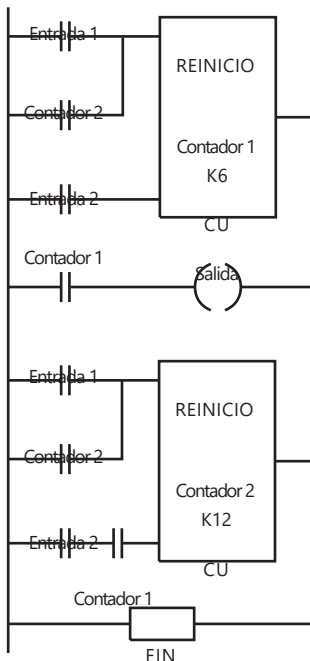 Entrada 1
REINICIO
Contador 2
Contador 1
K6
Entrada 2
CU
Contador 1
Salida
Entrada 1
REINICIO
Contador 2
Contador 2
K12
Entrada 2
CU
Contador 1
FIN